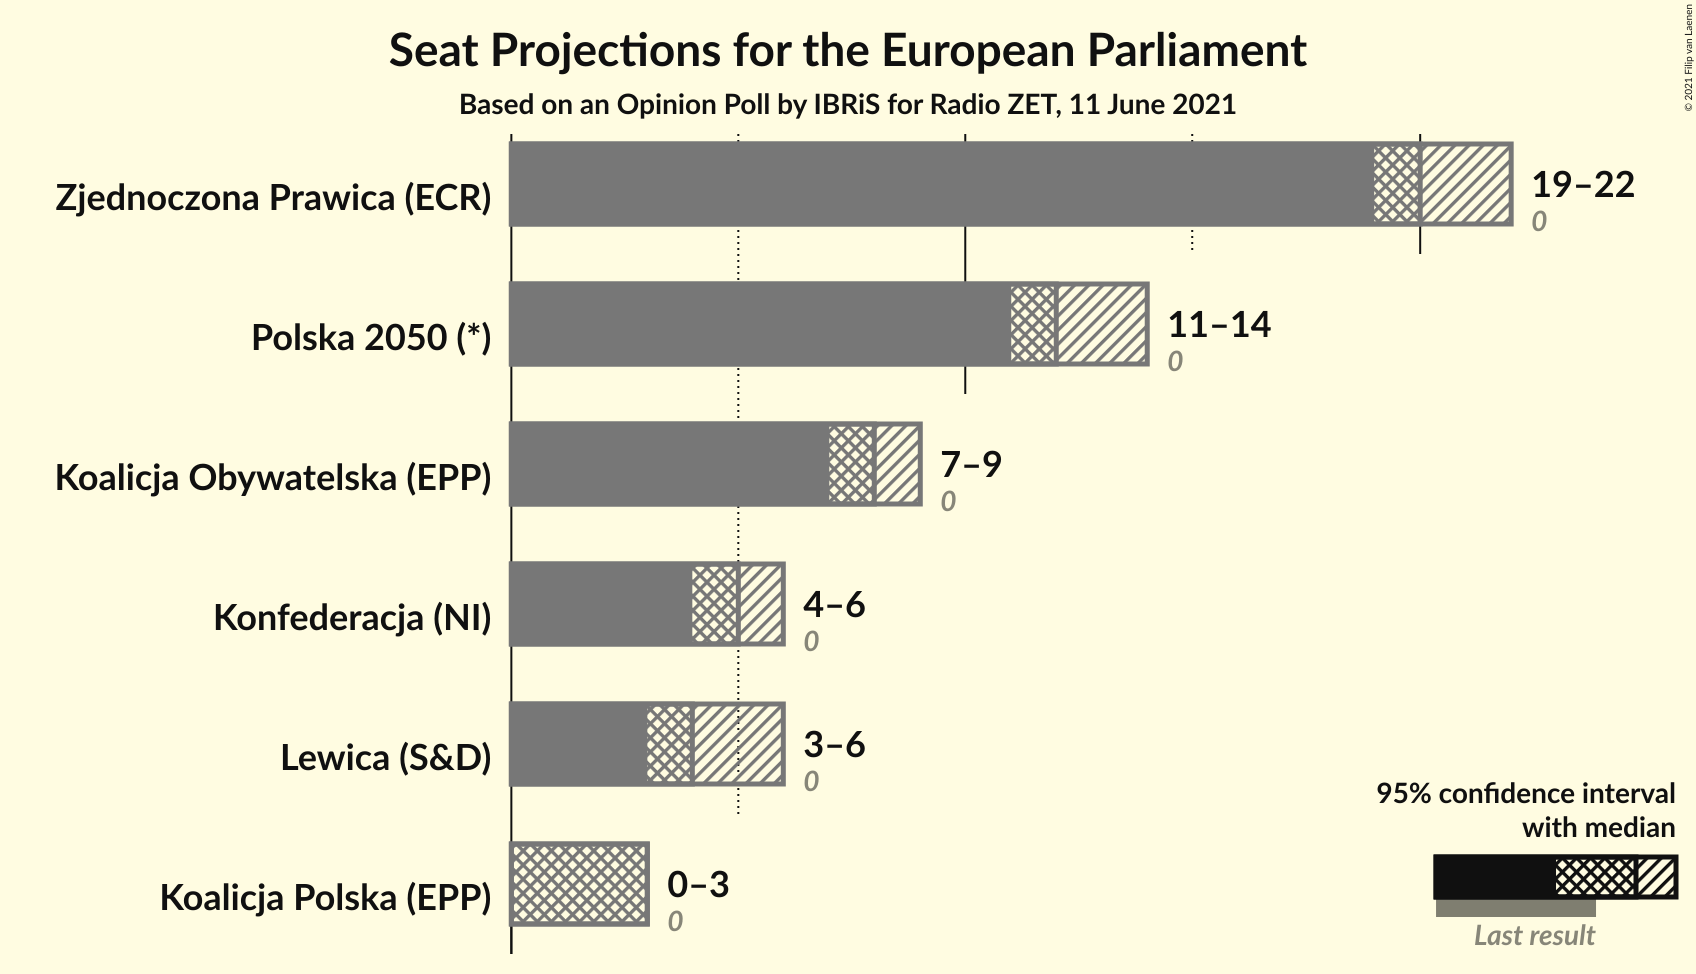 Seat Projections for the European Parliament
Based on an Opinion Poll by IBRiS for Radio ZET, 11 June 2021
© 2021 Filip van Laenen
Zjednoczona Prawica (ECR)
19–22
0
Polska 2050 (*)
11–14
0
Koalicja Obywatelska (EPP)
7–9
0
Konfederacja (NI)
4–6
0
Lewica (S&D)
3–6
0
Koalicja Polska (EPP)
0–3
0
95% confidence interval
with median
Last result